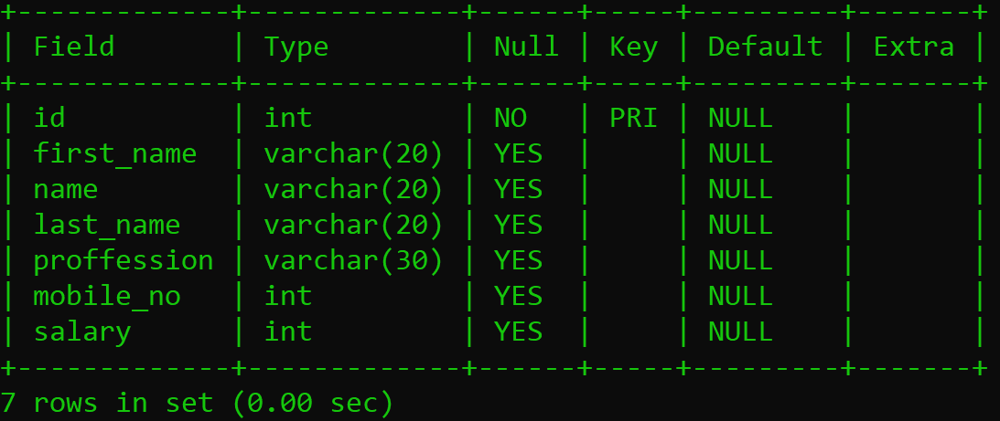 +-------------+-------------+------+-----+---------+-------+
| Field       | Type        | Null | Key | Default | Extra |
+-------------+-------------+------+-----+---------+-------+
| id          | int         | NO   | PRI | NULL    |       |
| first_name  | varchar(20) | YES  |     | NULL    |       |
| name        | varchar(20) | YES  |     | NULL    |       |
| last_name   | varchar(20) | YES  |     | NULL    |       |
| proffession | varchar(30) | YES  |     | NULL    |       |
| mobile_no   | int         | YES  |     | NULL    |       |
| salary      | int         | YES  |     | NULL    |       |
+-------------+-------------+------+-----+---------+-------+
7 rows in set (0.00 sec)